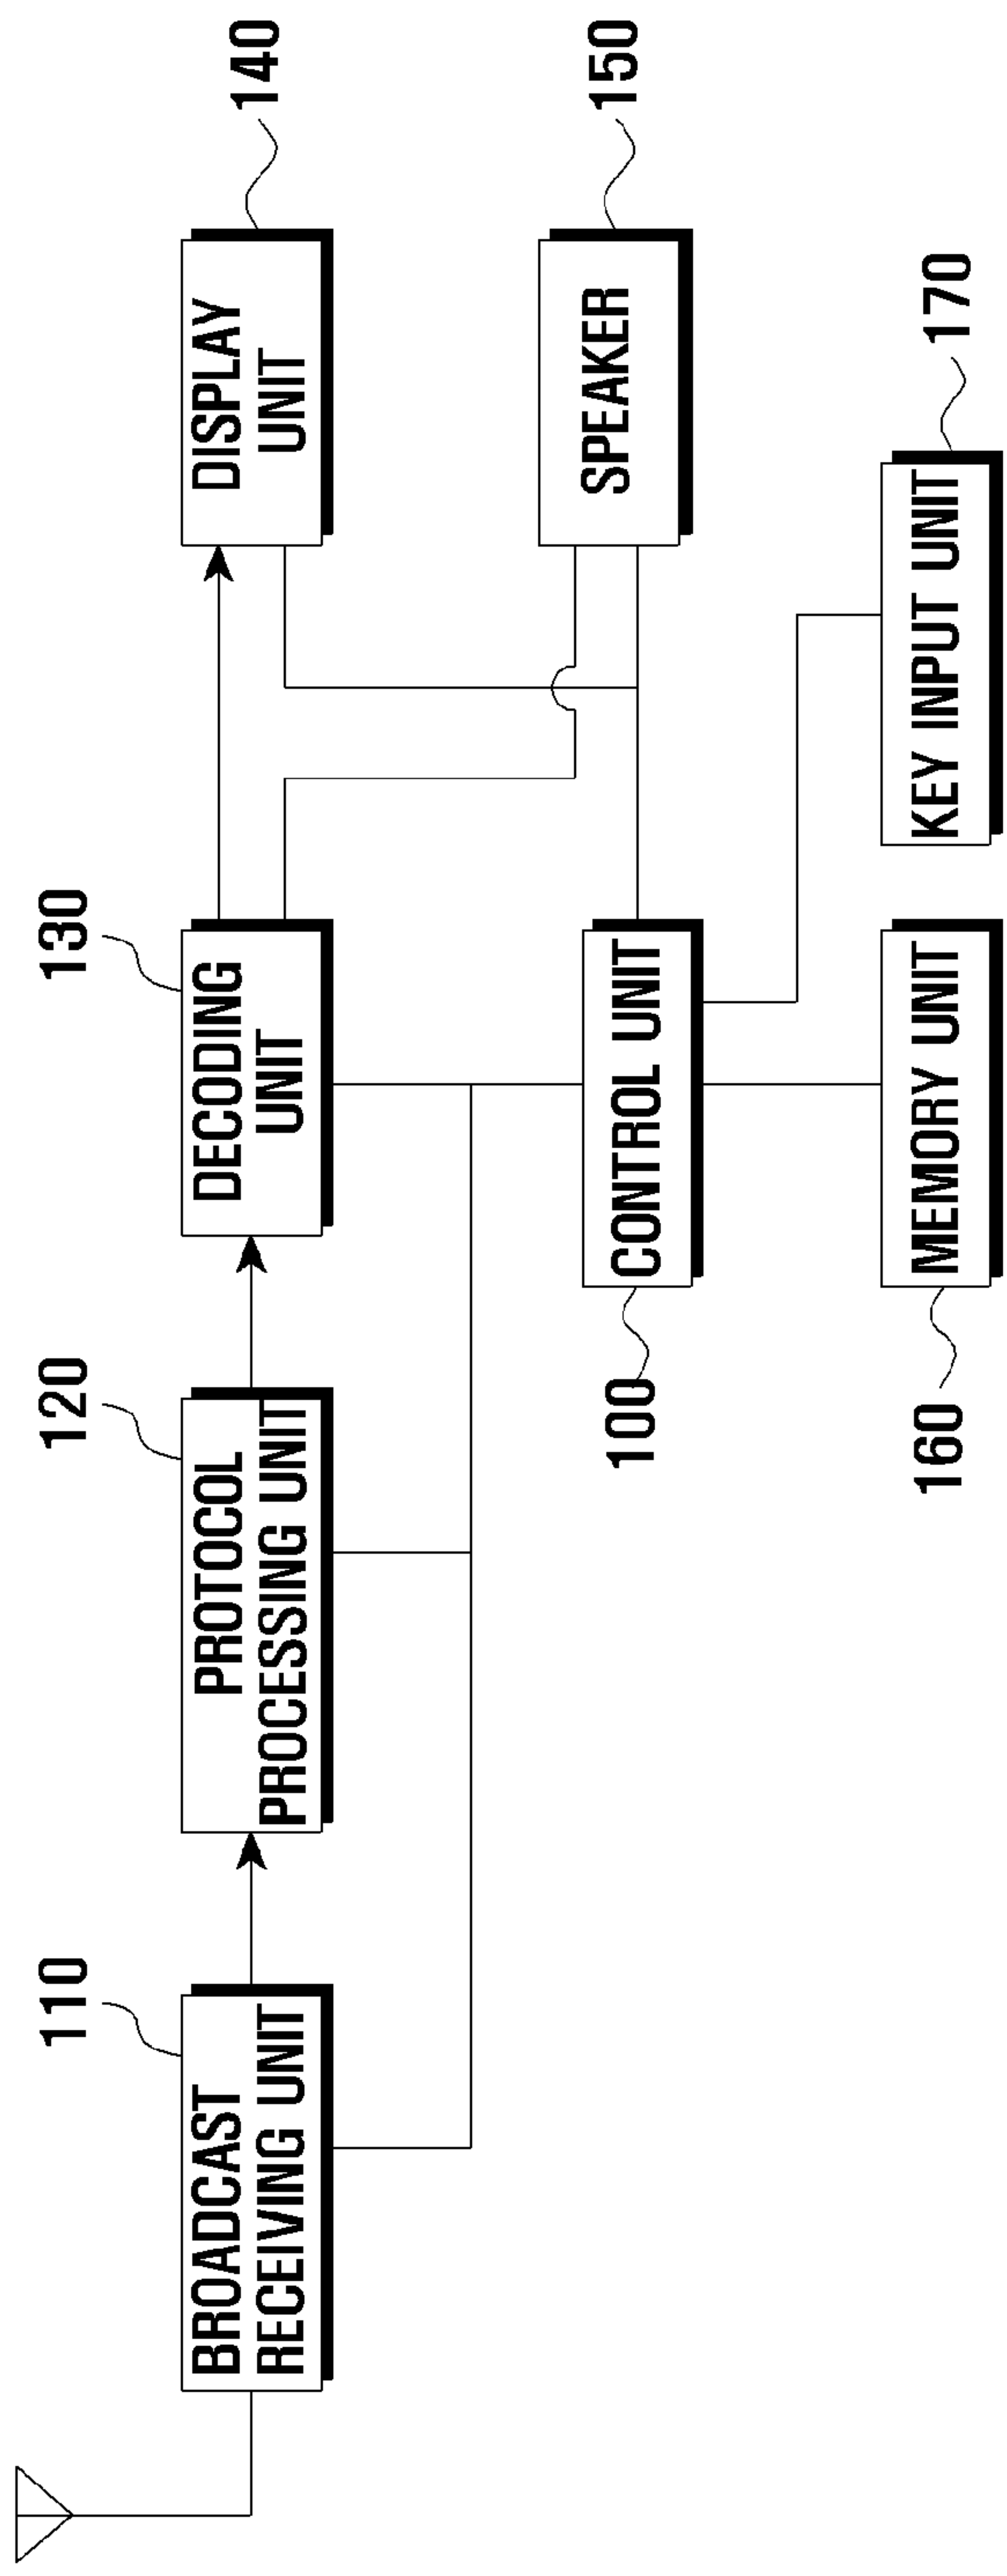 110
120
130
BROADCAST
RECEIVING UNIT
PROTOCOL
PROCESSING UNIT
DECODING
UNIT
DISPLAY
UNIT
140
100
CONTROL UNIT
SPEAKER
150
160
MEMORY UNIT
KEY INPUT UNIT
170